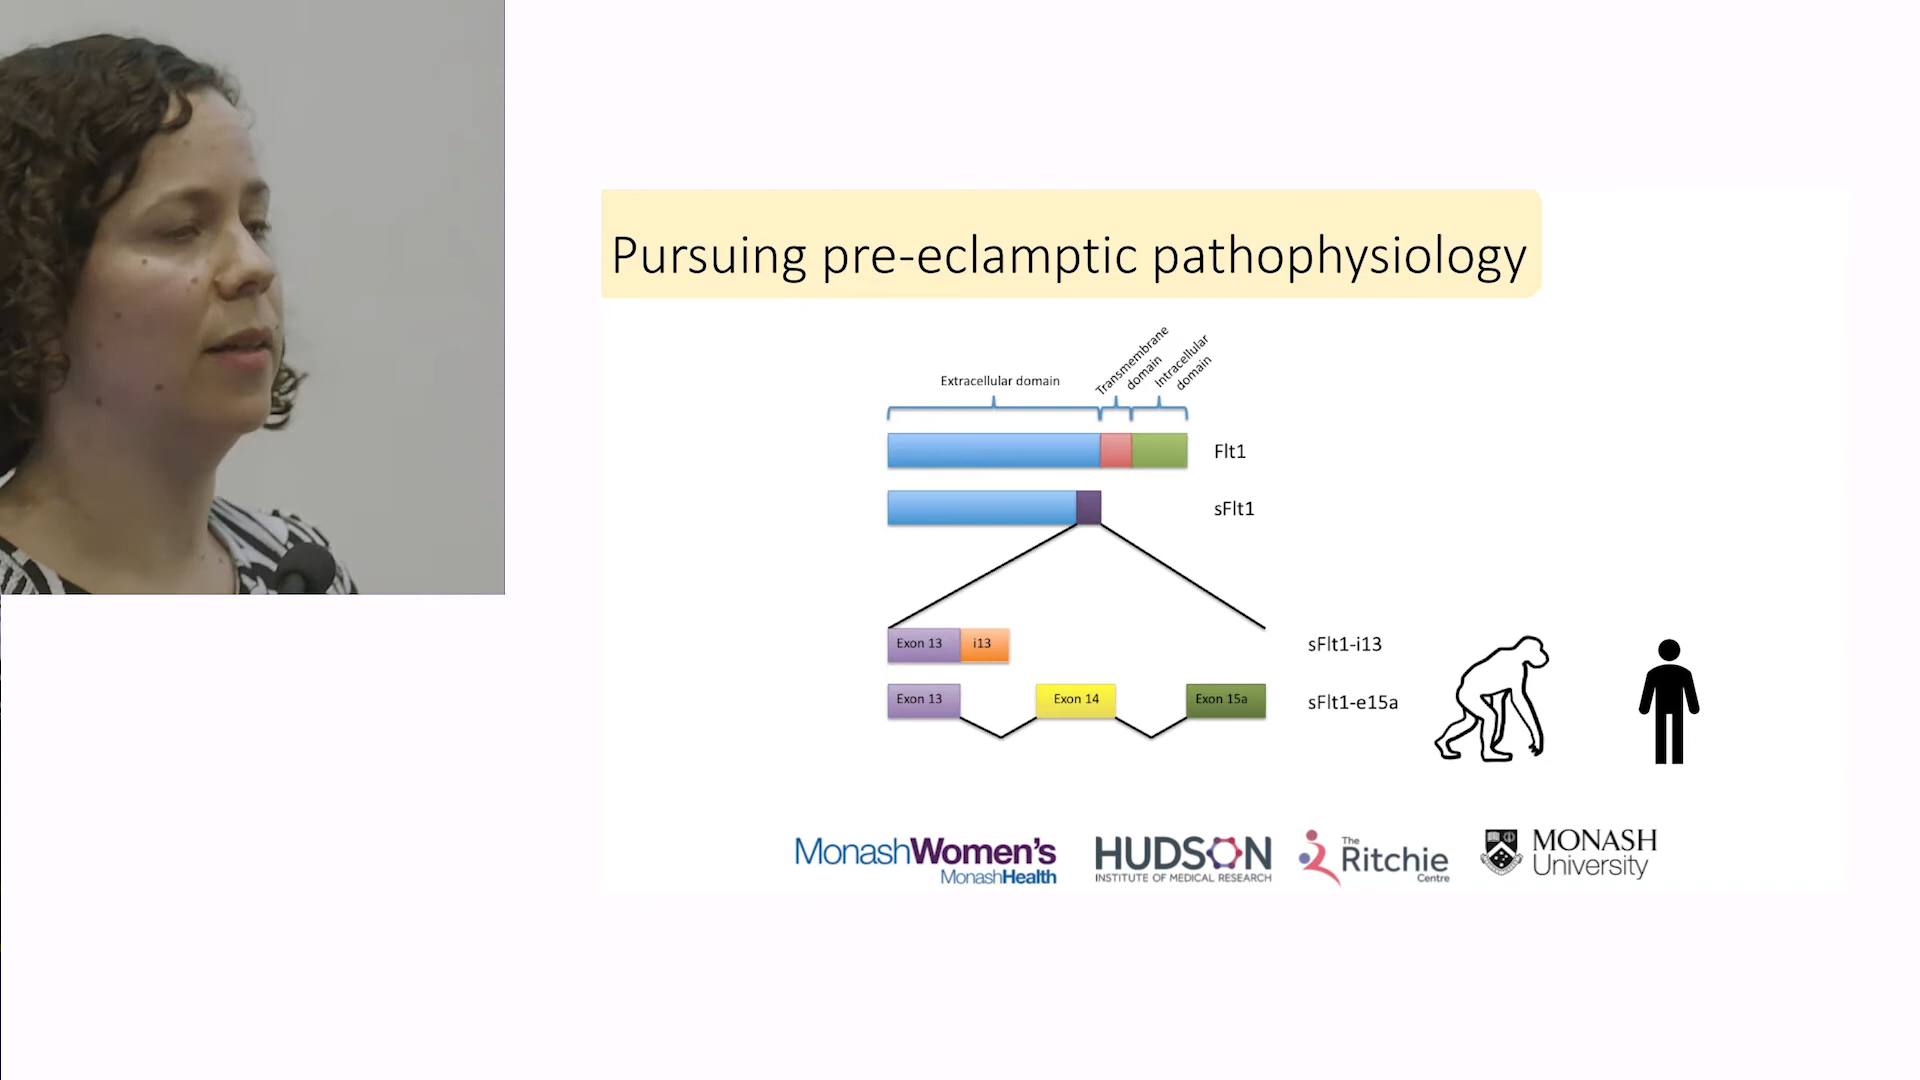 Pursuing pre-eclamptic pathophysiology
Extracellular domain
Transmembrane
domain
Intracellular
domain
Flt1
sFlt1
Exon 13
i13
sFlt1-i13
Exon 13
Exon 14
Exon 15a
sFlt1-e15a
MonashWomen's
MonashHealth
HUDSON
INSTITUTE OF MEDICAL RESEARCH
The
Ritchie
Centre
MONASH
University